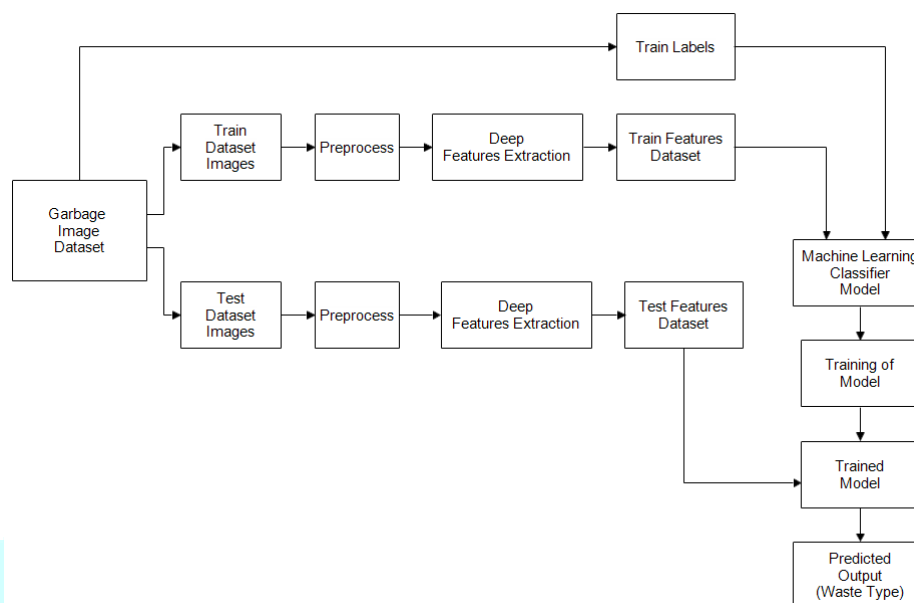 Train Labels
Train
Dataset
Images
Preprocess
Deep
Features Extraction
Train Features
Dataset
Garbage
Image
Dataset
Machine Learning
Classifier
Model
Test
Dataset
Images
Preprocess
Deep
Features Extraction
Test Features
Dataset
Training of
Model
Trained
Model
Predicted
Output
(Waste Type)